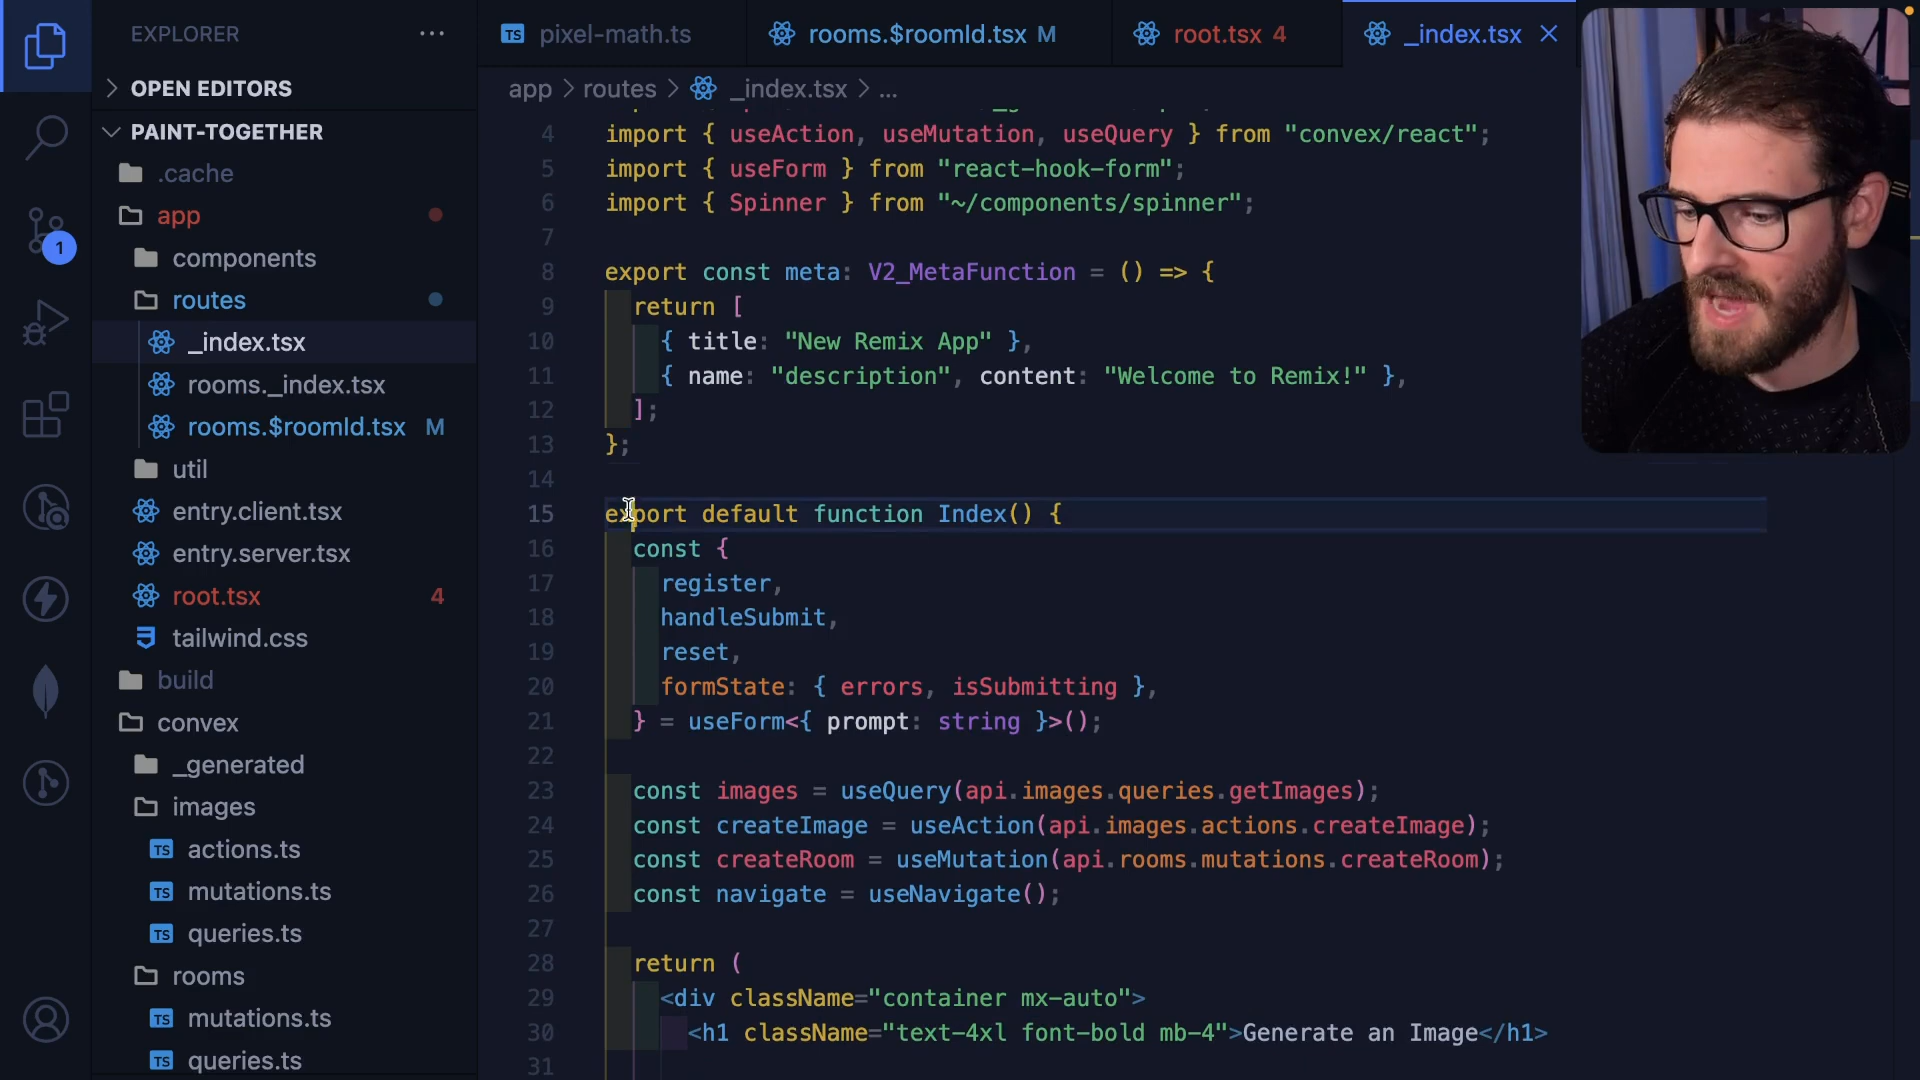 EXPLORER
OPEN EDITORS
PAINT-TOGETHER
.cache
app
components
routes
_index.tsx
rooms._index.tsx
rooms.$roomId.tsx M
util
entry.client.tsx
entry.server.tsx
root.tsx 4
tailwind.css
build
convex
_generated
images
TS actions.ts
TS mutations.ts
TS queries.ts
rooms
TS mutations.ts
TS queries.ts
1
TS pixel-math.ts
rooms.$roomId.tsx M
root.tsx 4
_index.tsx
app > routes > _index.tsx > ...
4 import { useAction, useMutation, useQuery } from "convex/react";
5 import { useForm } from "react-hook-form";
6 import { Spinner } from "~/components/spinner";
7
8 export const meta: V2_MetaFunction = () => {
9 return [
10 { title: "New Remix App" },
11 { name: "description", content: "Welcome to Remix!" },
12 ];
13 };
14
15 export default function Index() {
16 const {
17 register,
18 handleSubmit,
19 reset,
20 formState: { errors, isSubmitting },
21 } = useForm<{ prompt: string }>();
22
23 const images = useQuery(api.images.queries.getImages);
24 const createImage = useAction(api.images.actions.createImage);
25 const createRoom = useMutation(api.rooms.mutations.createRoom);
26 const navigate = useNavigate();
27
28 return (
29 <div className="container mx-auto">
30 <h1 className="text-4xl font-bold mb-4">Generate an Image</h1>
31